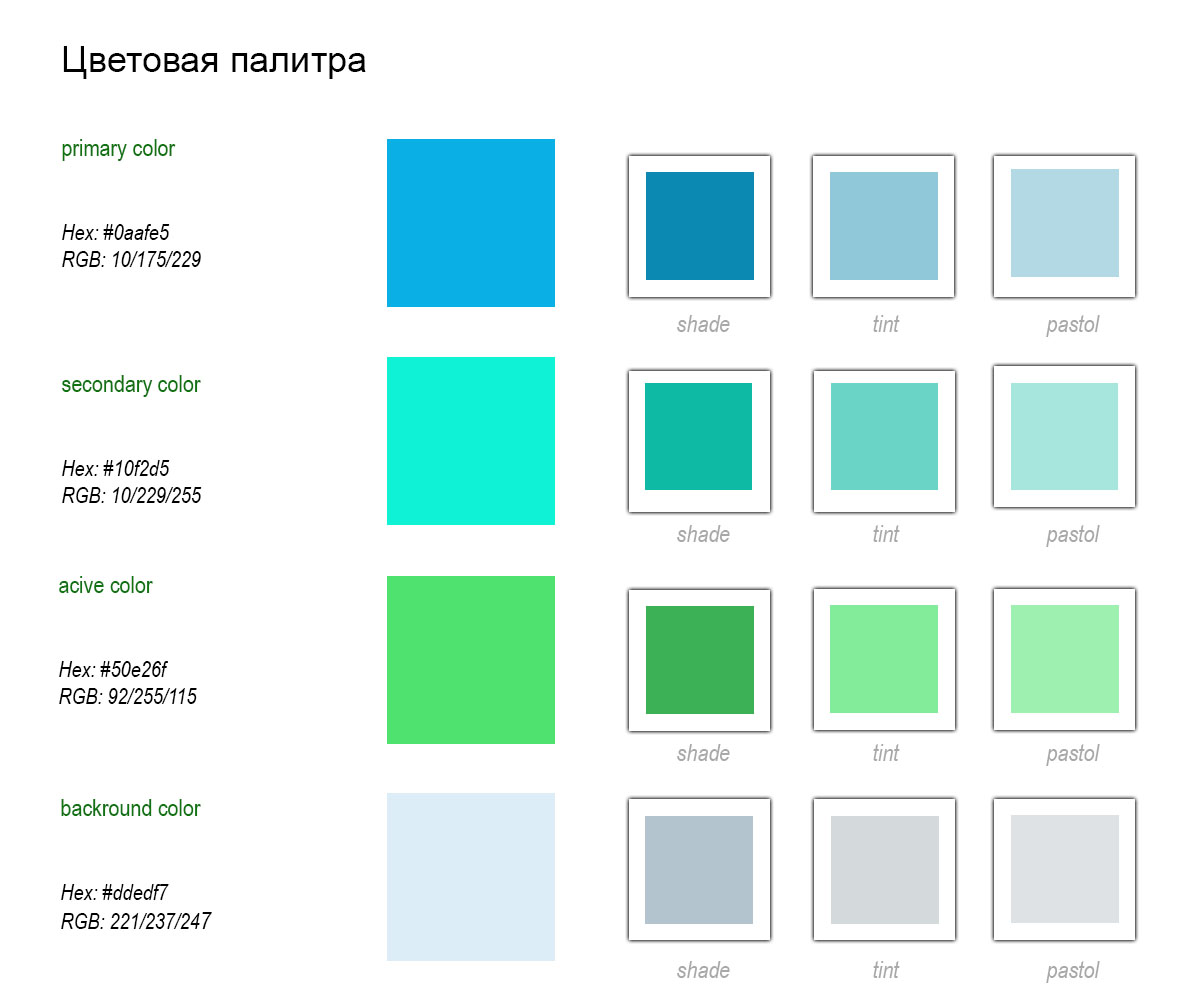 Цветовая палитра
primary color
Hex: #0aafe5
RGB: 10/175/229
shade tint pastol
secondary color
Hex: #10f2d5
RGB: 10/229/255
shade tint pastol
acive color
Hex: #50e26f
RGB: 92/255/115
shade tint pastol
backround color
Hex: #ddedf7
RGB: 221/237/247
shade tint pastol